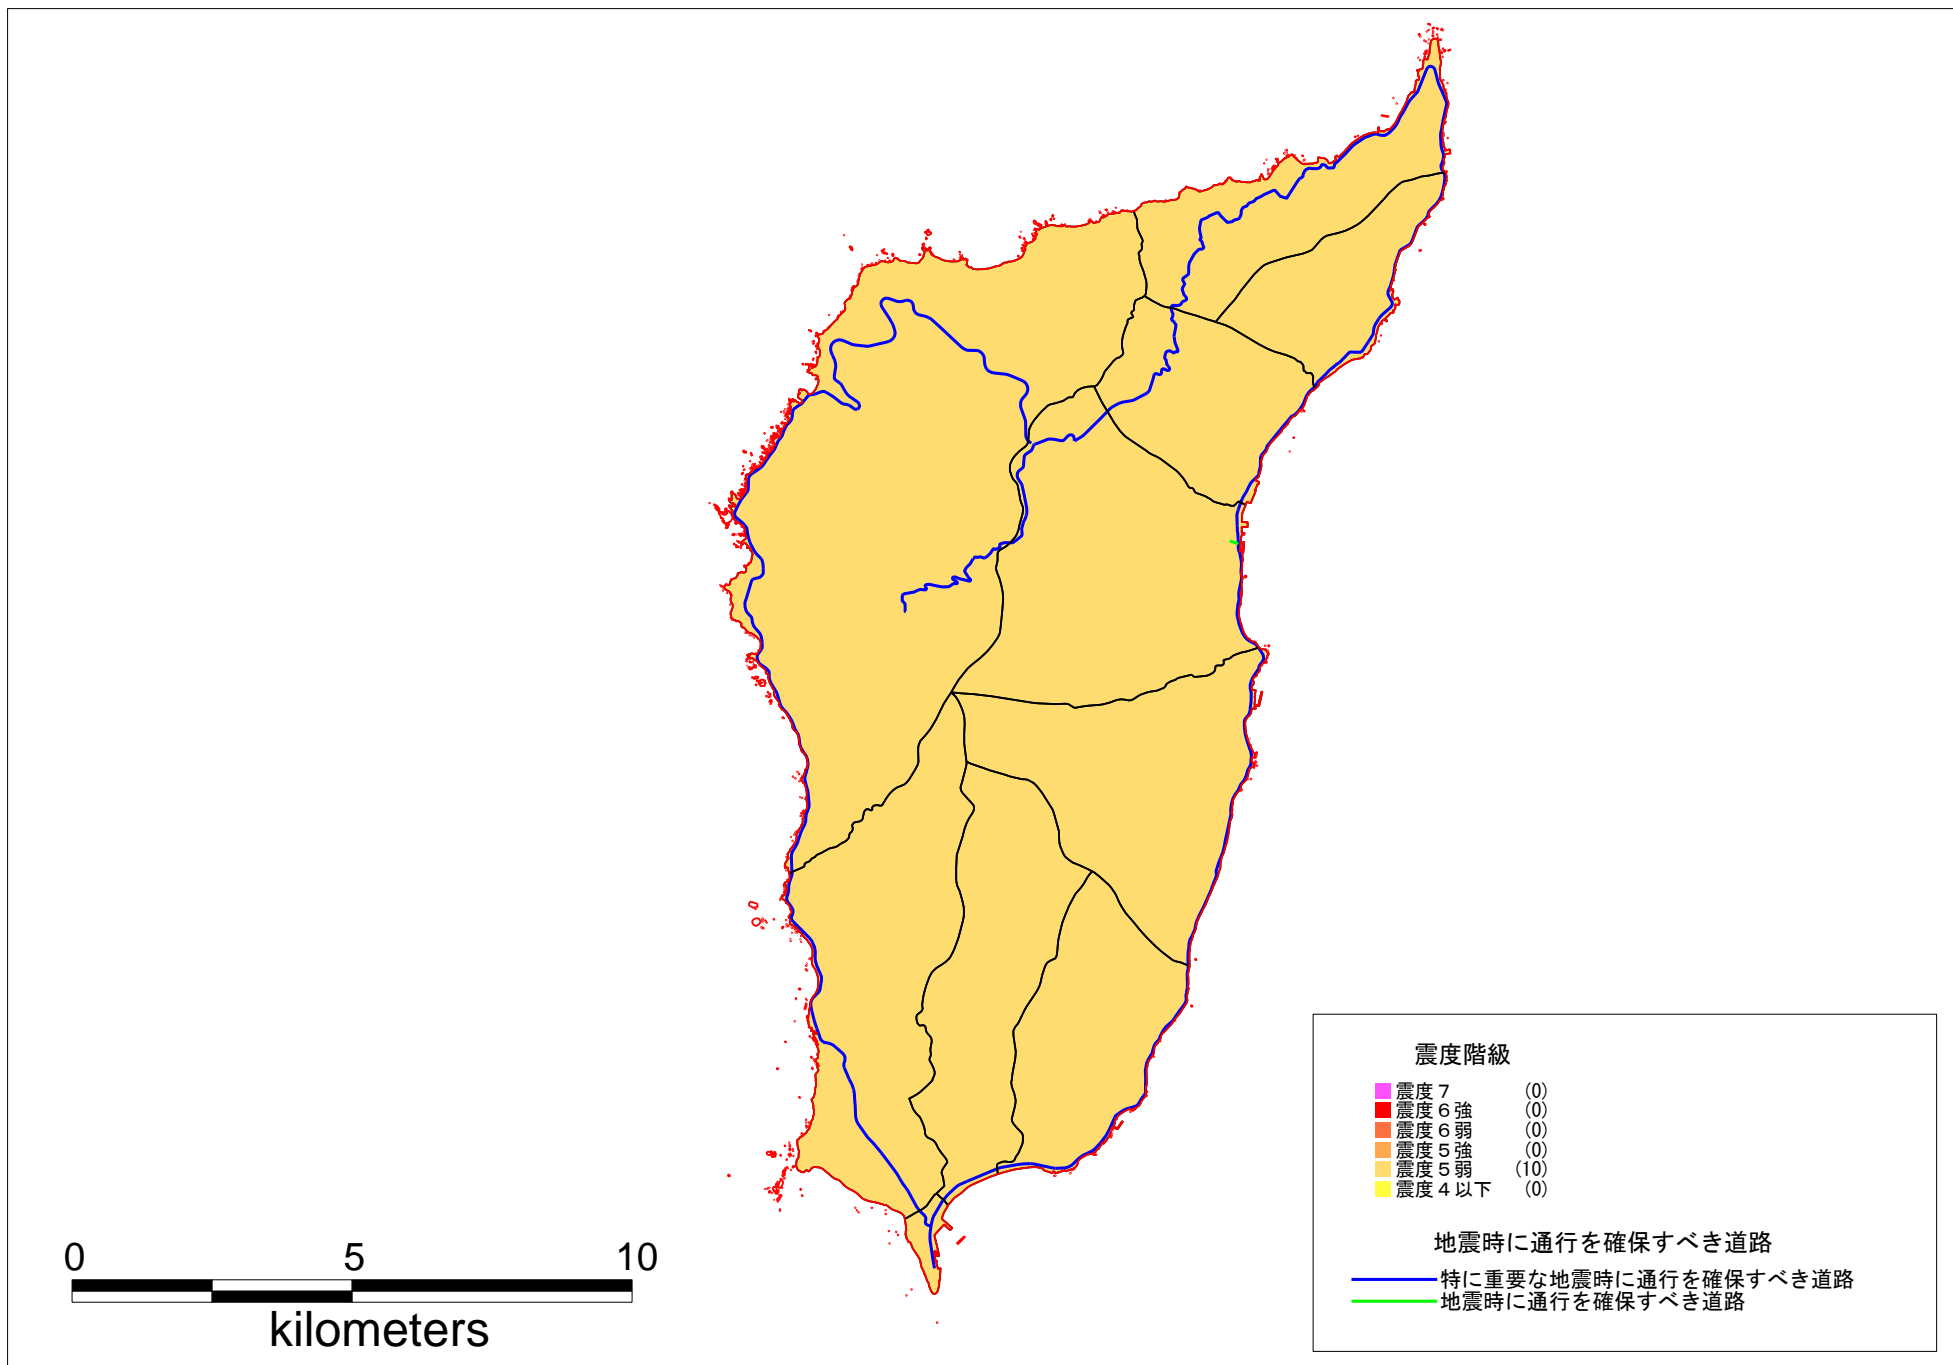 0 5 10
kilometers
震度階級
震度７ (0)
震度６強 (0)
震度６弱 (0)
震度５強 (0)
震度５弱 (10)
震度４以下 (0)
地震時に通行を確保すべき道路
特に重要な地震時に通行を確保すべき道路
地震時に通行を確保すべき道路